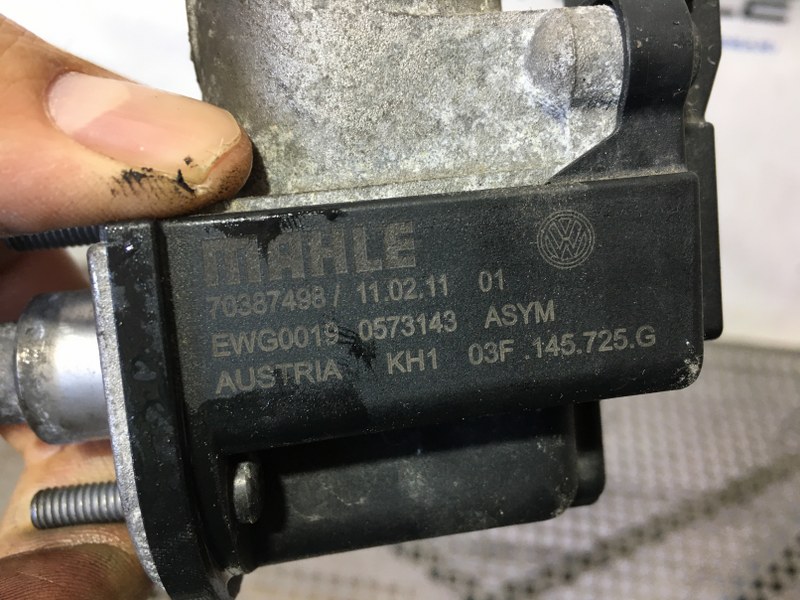 MAHLE
70387498/ 11.02.11 01
EWG0019 0573143 ASYM
AUSTRIA KH1 03F .145.725.G